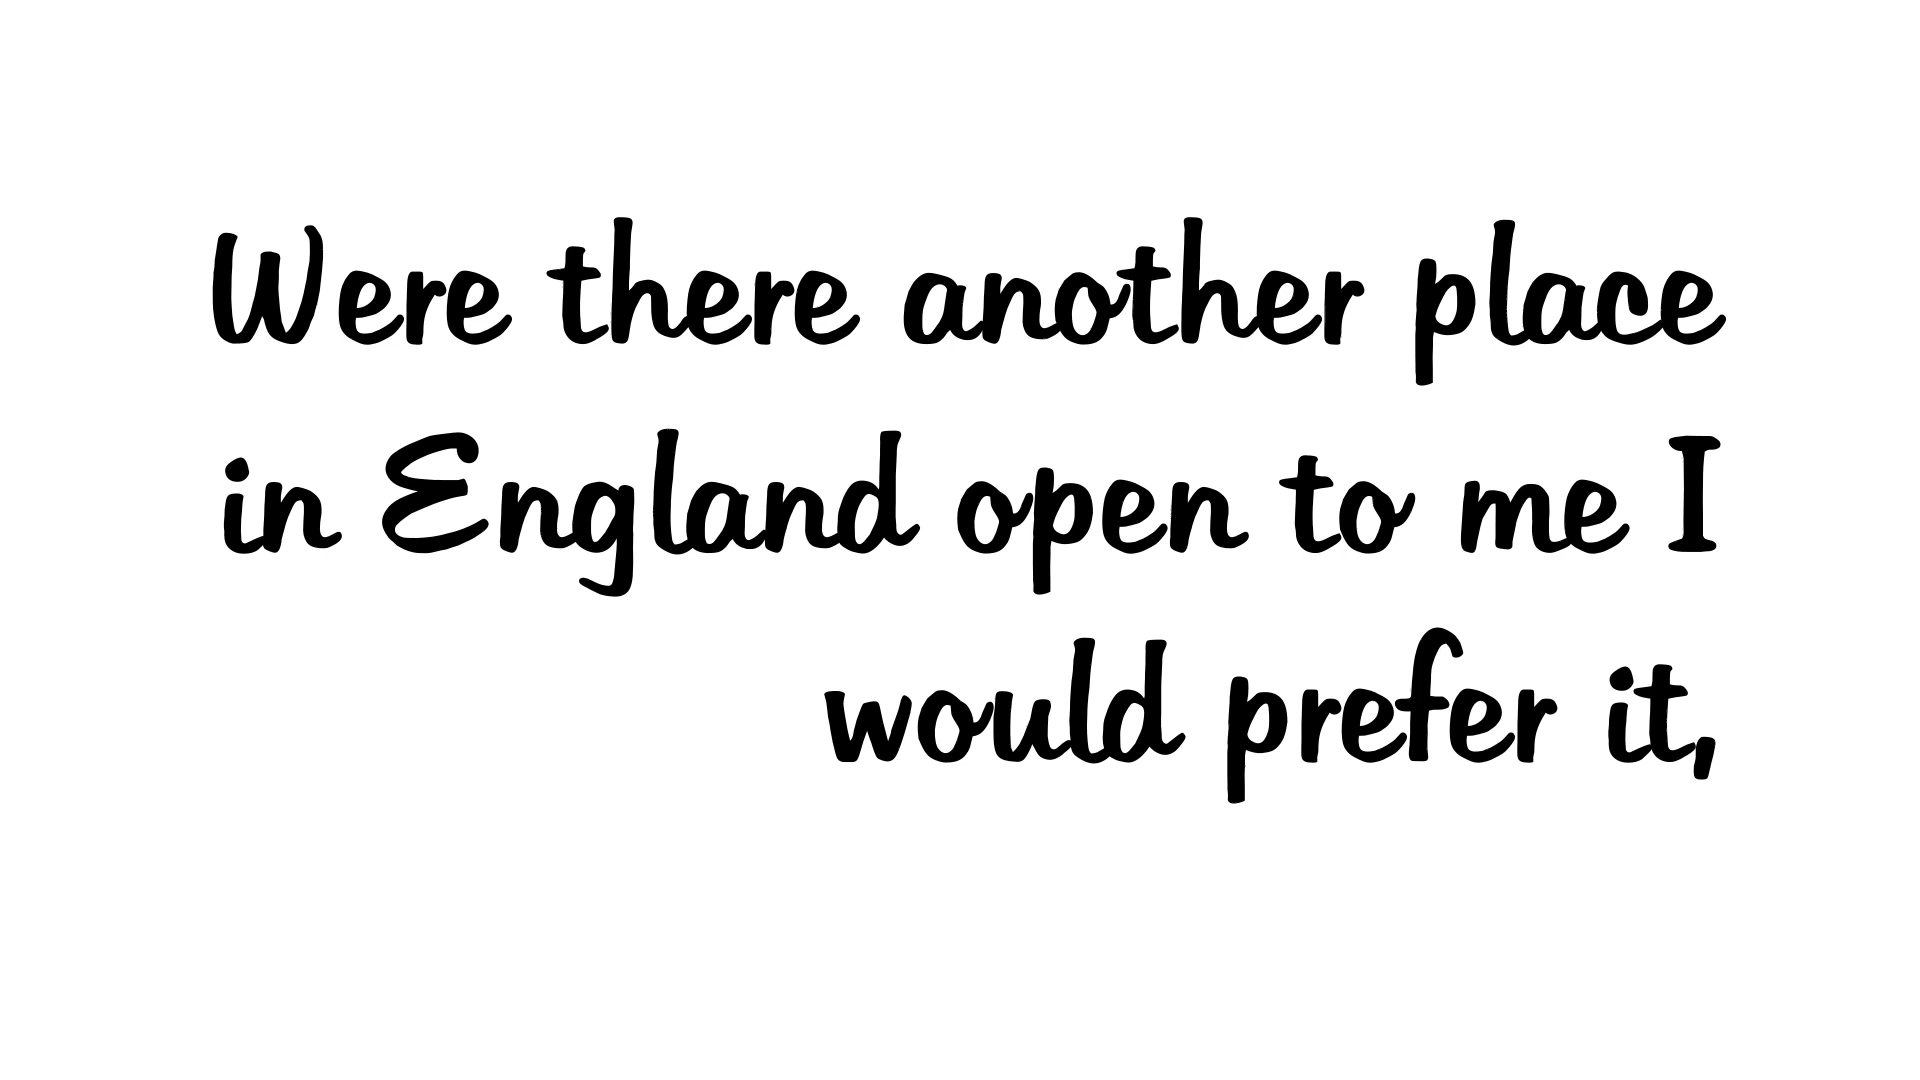 Were there another place
in England open to me I
would prefer it,